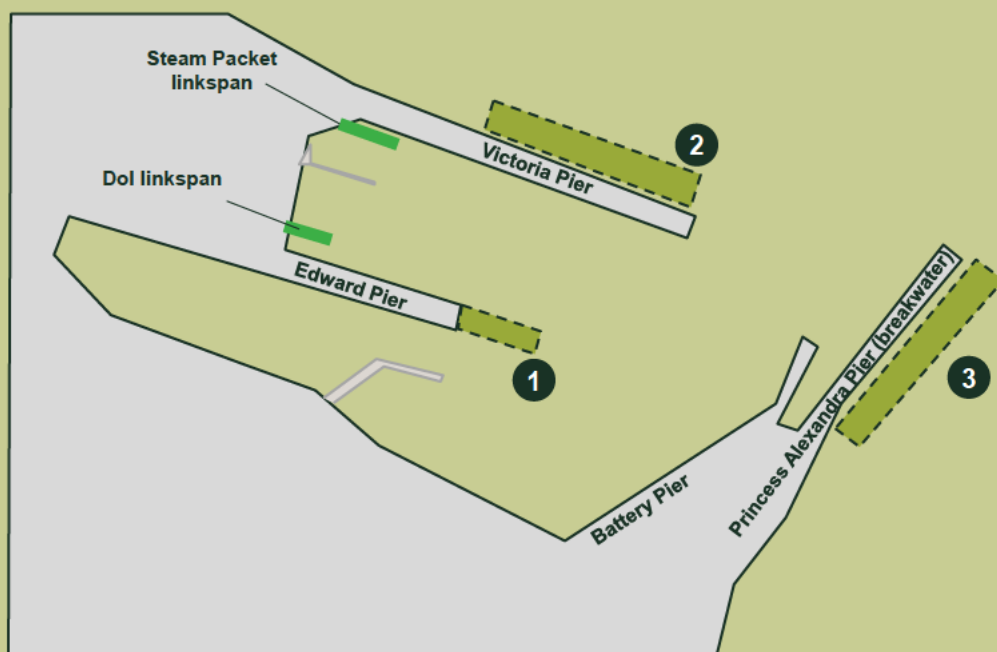 Steam Packet
linkspan
2
Victoria Pier
Dol linkspan
Edward Pier
1
Princess Alexandra Pier (breakwater))
3
Battery Pier